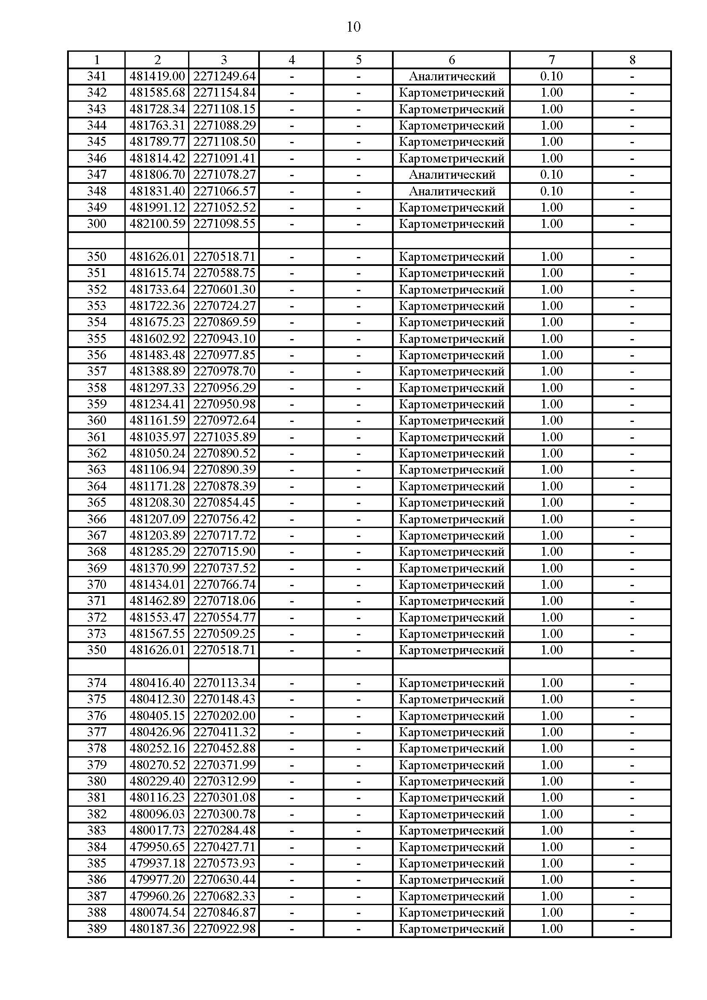 10
1 2 3 4 5 6 7 8
341 481419.00 2271249.64 - - Аналитический 0.10 -
342 481585.68 2271154.84 - - Картометрический 1.00 -
343 481728.34 2271108.15 - - Картометрический 1.00 -
344 481763.31 2271088.29 - - Картометрический 1.00 -
345 481789.77 2271108.50 - - Картометрический 1.00 -
346 481814.42 2271091.41 - - Картометрический 1.00 -
347 481806.70 2271078.27 - - Аналитический 0.10 -
348 481831.40 2271066.57 - - Аналитический 0.10 -
349 481991.12 2271052.52 - - Картометрический 1.00 -
300 482100.59 2271098.55 - - Картометрический 1.00 -
350 481626.01 2270518.71 - - Картометрический 1.00 -
351 481615.74 2270588.75 - - Картометрический 1.00 -
352 481733.64 2270601.30 - - Картометрический 1.00 -
353 481722.36 2270724.27 - - Картометрический 1.00 -
354 481675.23 2270869.59 - - Картометрический 1.00 -
355 481602.92 2270943.10 - - Картометрический 1.00 -
356 481483.48 2270977.85 - - Картометрический 1.00 -
357 481388.89 2270978.70 - - Картометрический 1.00 -
358 481297.33 2270956.29 - - Картометрический 1.00 -
359 481234.41 2270950.98 - - Картометрический 1.00 -
360 481161.59 2270972.64 - - Картометрический 1.00 -
361 481035.97 2271035.89 - - Картометрический 1.00 -
362 481050.24 2270890.52 - - Картометрический 1.00 -
363 481106.94 2270890.39 - - Картометрический 1.00 -
364 481171.28 2270878.39 - - Картометрический 1.00 -
365 481208.30 2270854.45 - - Картометрический 1.00 -
366 481207.09 2270756.42 - - Картометрический 1.00 -
367 481203.89 2270717.72 - - Картометрический 1.00 -
368 481285.29 2270715.90 - - Картометрический 1.00 -
369 481370.99 2270737.52 - - Картометрический 1.00 -
370 481434.01 2270766.74 - - Картометрический 1.00 -
371 481462.89 2270718.06 - - Картометрический 1.00 -
372 481553.47 2270554.77 - - Картометрический 1.00 -
373 481567.55 2270509.25 - - Картометрический 1.00 -
350 481626.01 2270518.71 - - Картометрический 1.00 -
374 480416.40 2270113.34 - - Картометрический 1.00 -
375 480412.30 2270148.43 - - Картометрический 1.00 -
376 480405.15 2270202.00 - - Картометрический 1.00 -
377 480426.96 2270411.32 - - Картометрический 1.00 -
378 480252.16 2270452.88 - - Картометрический 1.00 -
379 480270.52 2270371.99 - - Картометрический 1.00 -
380 480229.40 2270312.99 - - Картометрический 1.00 -
381 480116.23 2270301.08 - - Картометрический 1.00 -
382 480096.03 2270300.78 - - Картометрический 1.00 -
383 480017.73 2270284.48 - - Картометрический 1.00 -
384 479950.65 2270427.71 - - Картометрический 1.00 -
385 479937.18 2270573.93 - - Картометрический 1.00 -
386 479977.20 2270630.44 - - Картометрический 1.00 -
387 479960.26 2270682.33 - - Картометрический 1.00 -
388 480074.54 2270846.87 - - Картометрический 1.00 -
389 480187.36 2270922.98 - - Картометрический 1.00 -